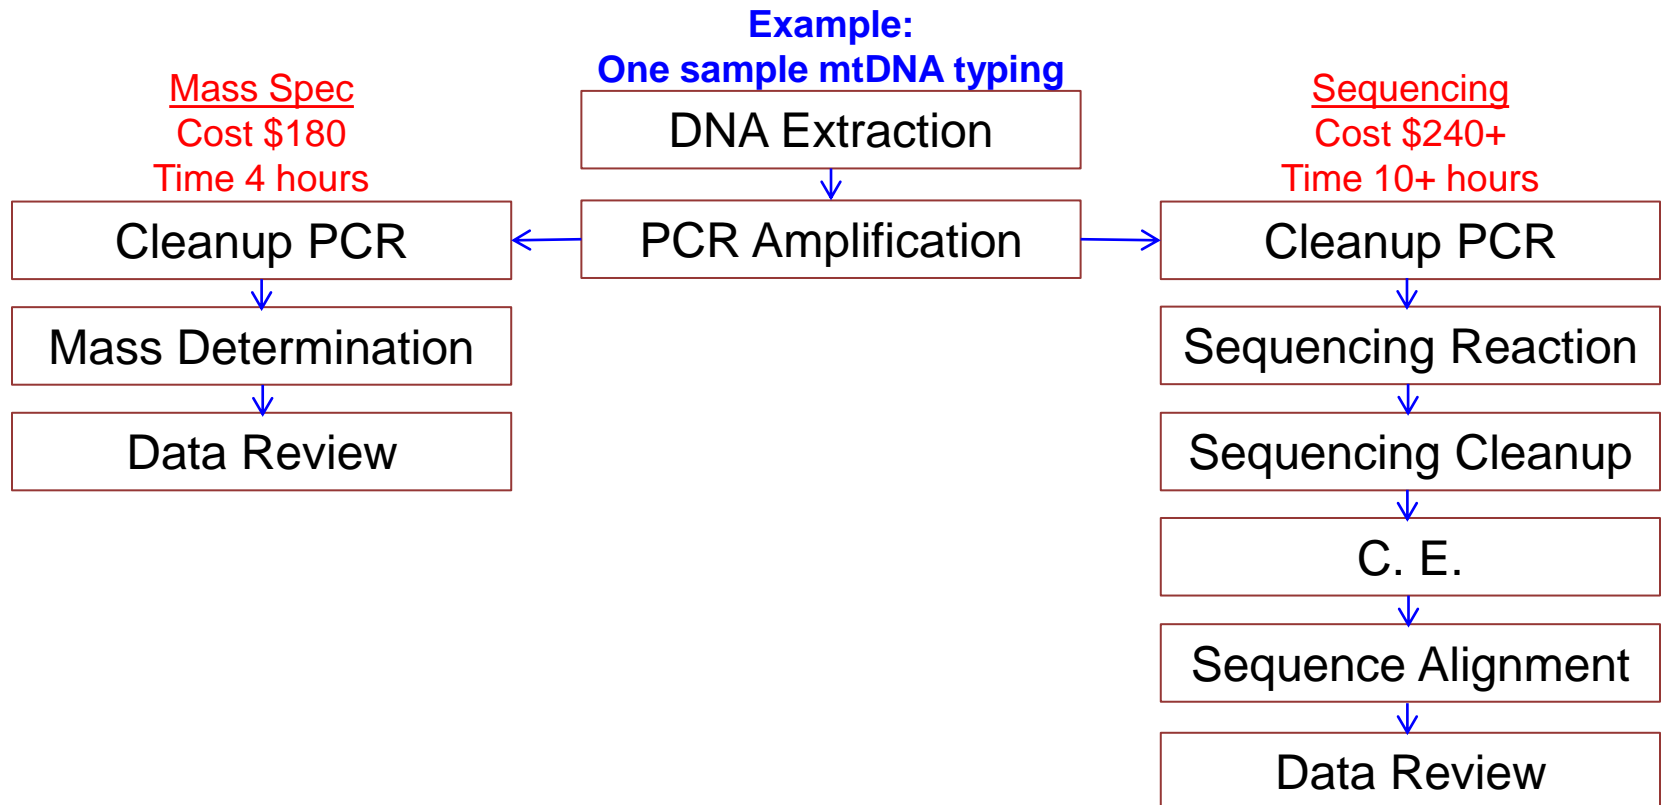 Example:
One sample mtDNA typing
DNA Extraction
PCR Amplification
Mass Spec
Cost $180
Time 4 hours
Cleanup PCR
Mass Determination
Data Review
Sequencing
Cost $240+
Time 10+ hours
Cleanup PCR
Sequencing Reaction
Sequencing Cleanup
C. E.
Sequence Alignment
Data Review